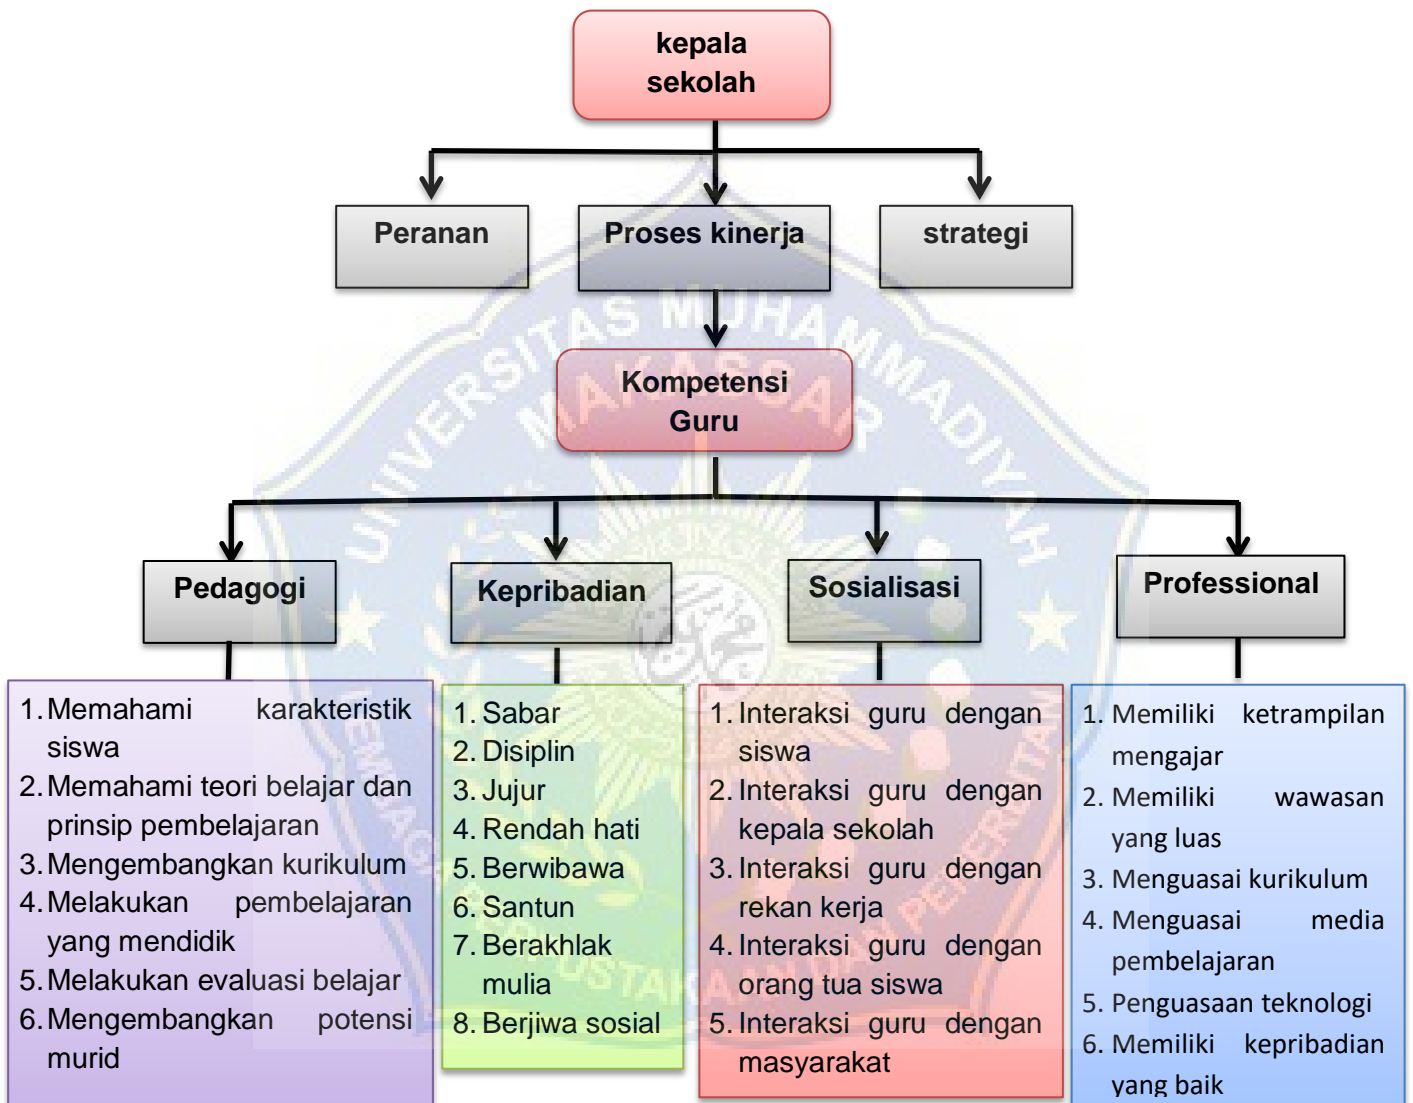 kepala
sekolah
Peranan
Proses kinerja
strategi
UNIVERSITAS MUHAMMADIYAH
MAKASSAR
Kompetensi
Guru
Pedagogi
Kepribadian
Sosialisasi
Professional
1. Memahami karakteristik
siswa
2. Memahami teori belajar dan
prinsip pembelajaran
3. Mengembangkan kurikulum
4. Melakukan pembelajaran
yang mendidik
5. Melakukan evaluasi belajar
6. Mengembangkan potensi
murid
1. Sabar
2. Disiplin
3. Jujur
4. Rendah hati
5. Berwibawa
6. Santun
7. Berakhlak
mulia
8. Berjiwa sosial
1. Interaksi guru dengan
siswa
2. Interaksi guru dengan
kepala sekolah
3. Interaksi guru dengan
rekan kerja
4. Interaksi guru dengan
orang tua siswa
5. Interaksi guru dengan
masyarakat
1. Memiliki ketrampilan
mengajar
2. Memiliki wawasan
yang luas
3. Menguasai kurikulum
4. Menguasai media
pembelajaran
5. Penguasaan teknologi
6. Memiliki kepribadian
yang baik